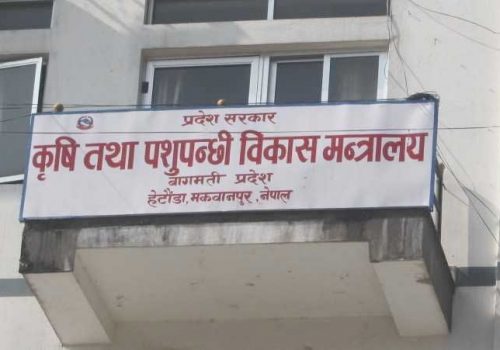 प्रदेश सरकार
कृषि तथा पशुपन्छी विकास मन्त्रालय
बागमती प्रदेश
हेटौंडा, मकवानपुर, नेपाल